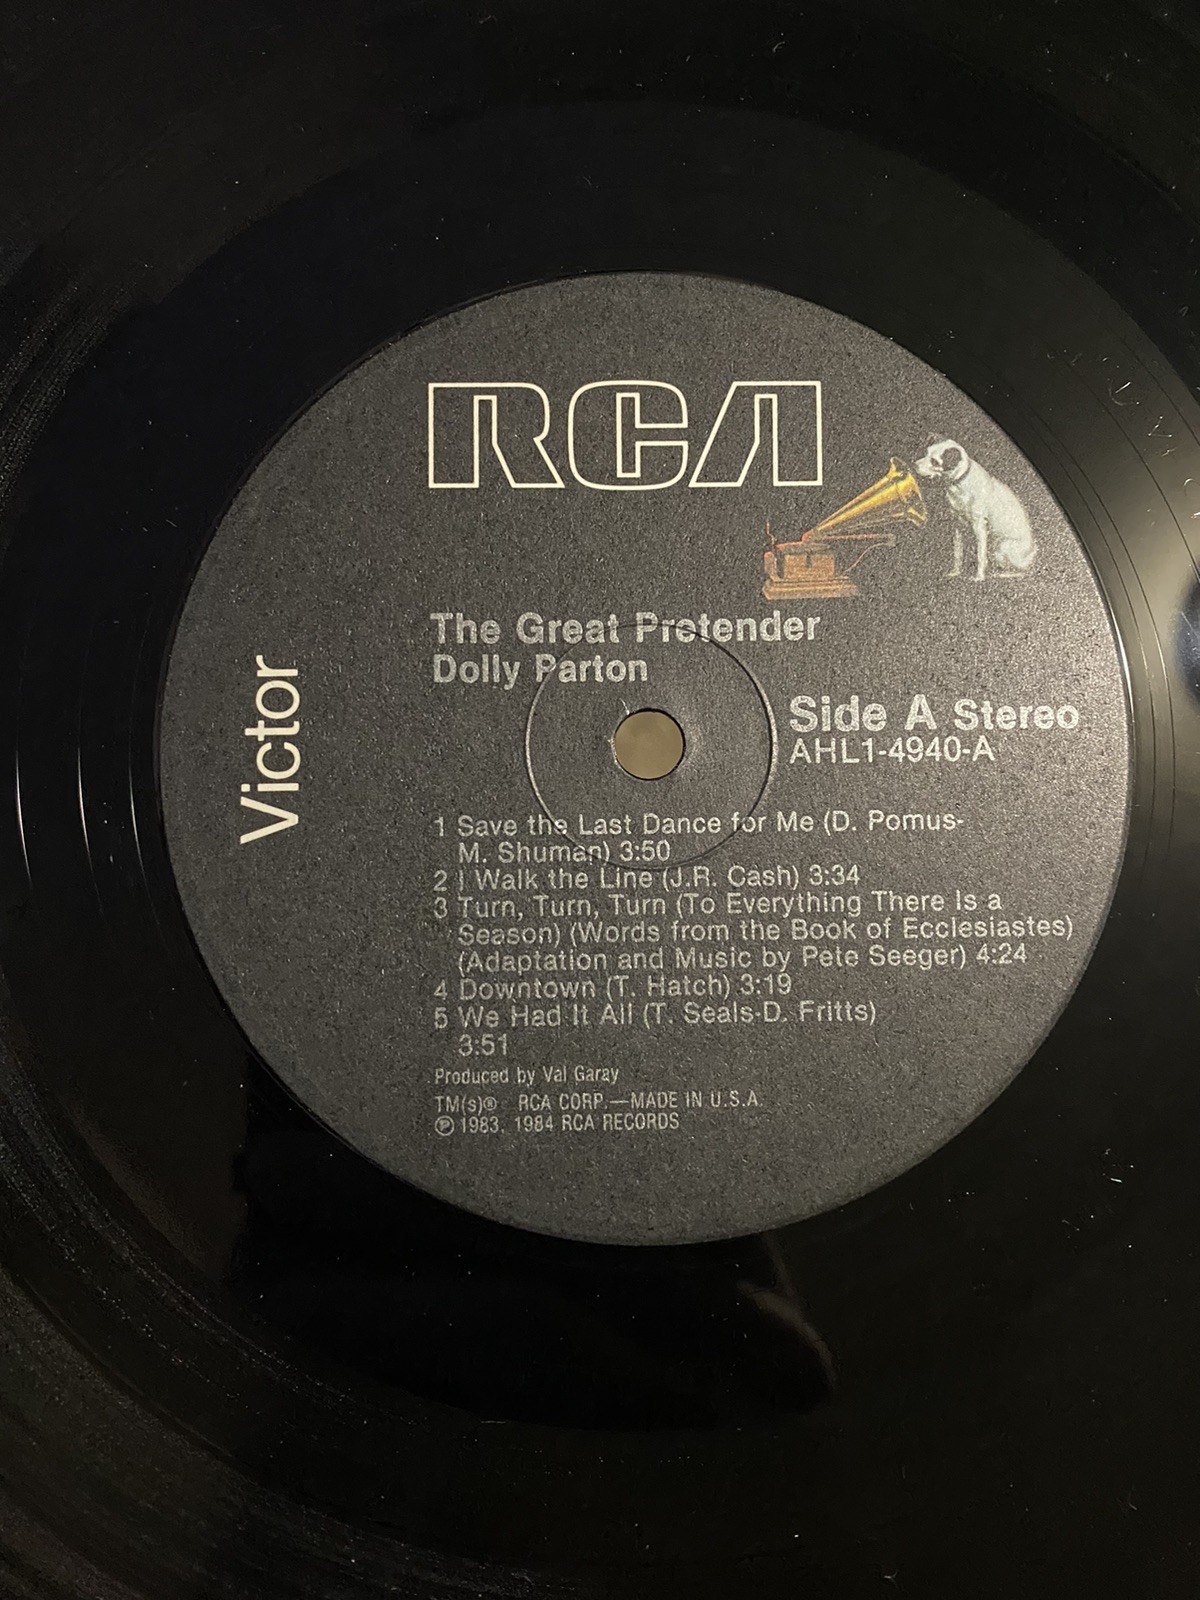 RCA
Victor
The Great Pretender
Dolly Parton
Side A Stereo
AHL1-4940-A
1 Save the Last Dance for Me (D. Pomus-
M. Shuman) 3:50
2 I Walk the Line (J.R. Cash) 3:34
3 Turn, Turn, Turn (To Everything There Is a
Season) (Words from the Book of Ecclesiastes)
(Adaptation and Music by Pete Seeger) 4:24
4 Downtown (T. Hatch) 3:19
5 We Had It All (T. Seals-D. Fritts)
3:51
Produced by Val Garay
TM(s)® RCA CORP.—MADE IN U.S.A.
℗ 1983, 1984 RCA RECORDS